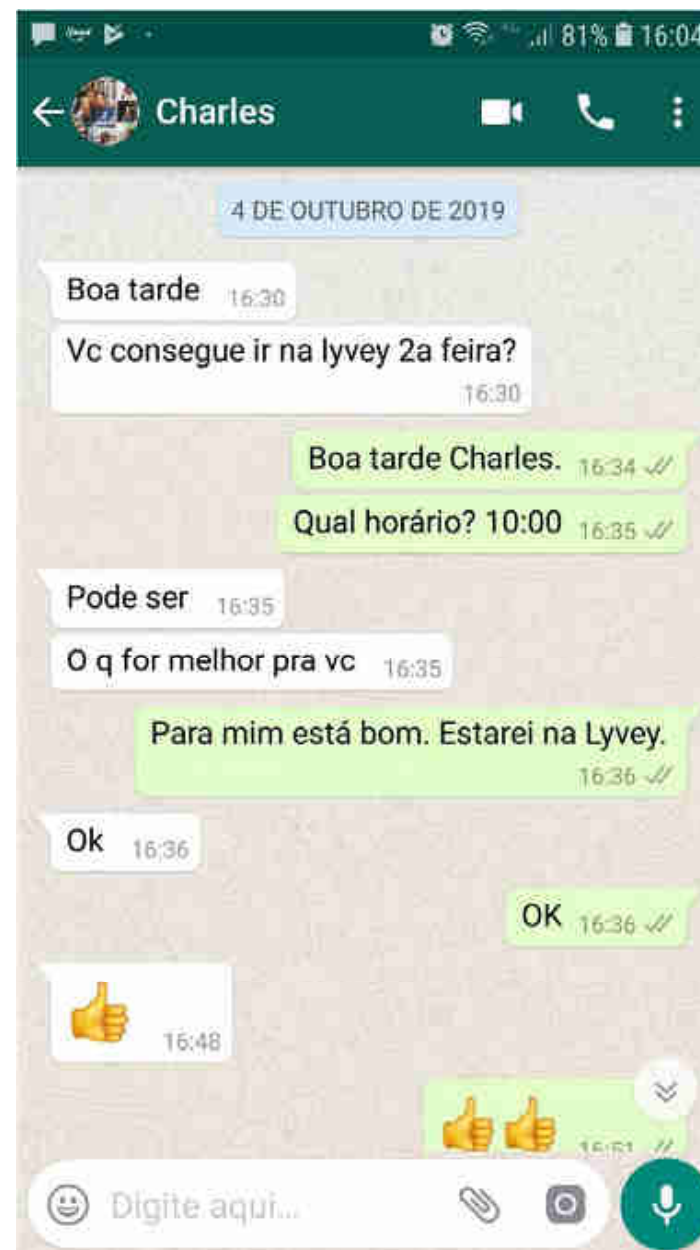 81% 16:04
Charles
4 DE OUTUBRO DE 2019
Boa tarde 16:30
Vc consegue ir na lyvey 2a feira?
16:30
Boa tarde Charles. 16:34
Qual horário? 10:00 16:35
Pode ser 16:35
O q for melhor pra vc 16:35
Para mim está bom. Estarei na Lyvey.
16:36
Ok 16:36
OK 16:36
16:48
16:51
Digite aqui...